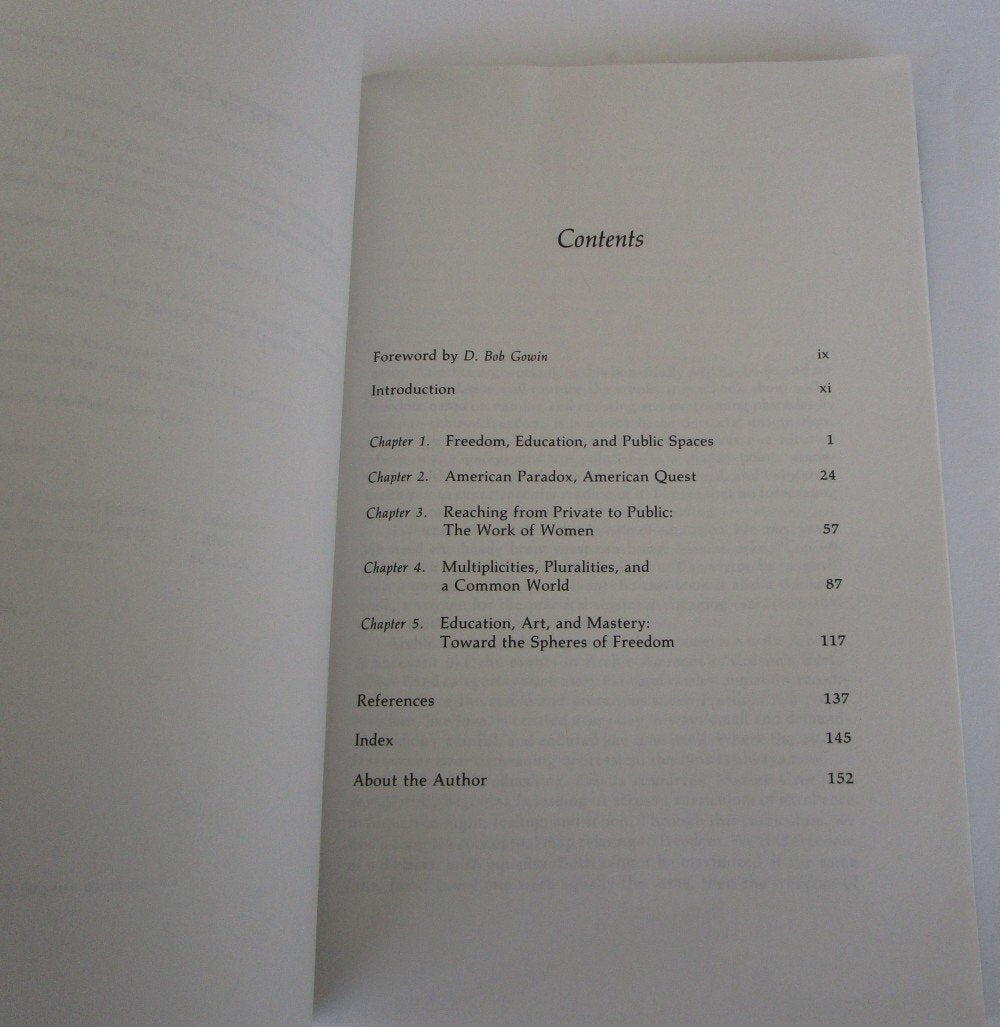 Contents
Foreword by D. Bob Gowin ix
Introduction xi
Chapter 1. Freedom, Education, and Public Spaces 1
Chapter 2. American Paradox, American Quest 24
Chapter 3. Reaching from Private to Public:
The Work of Women 57
Chapter 4. Multiplicities, Pluralities, and
a Common World 87
Chapter 5. Education, Art, and Mastery:
Toward the Spheres of Freedom 117
References 137
Index 145
About the Author 152